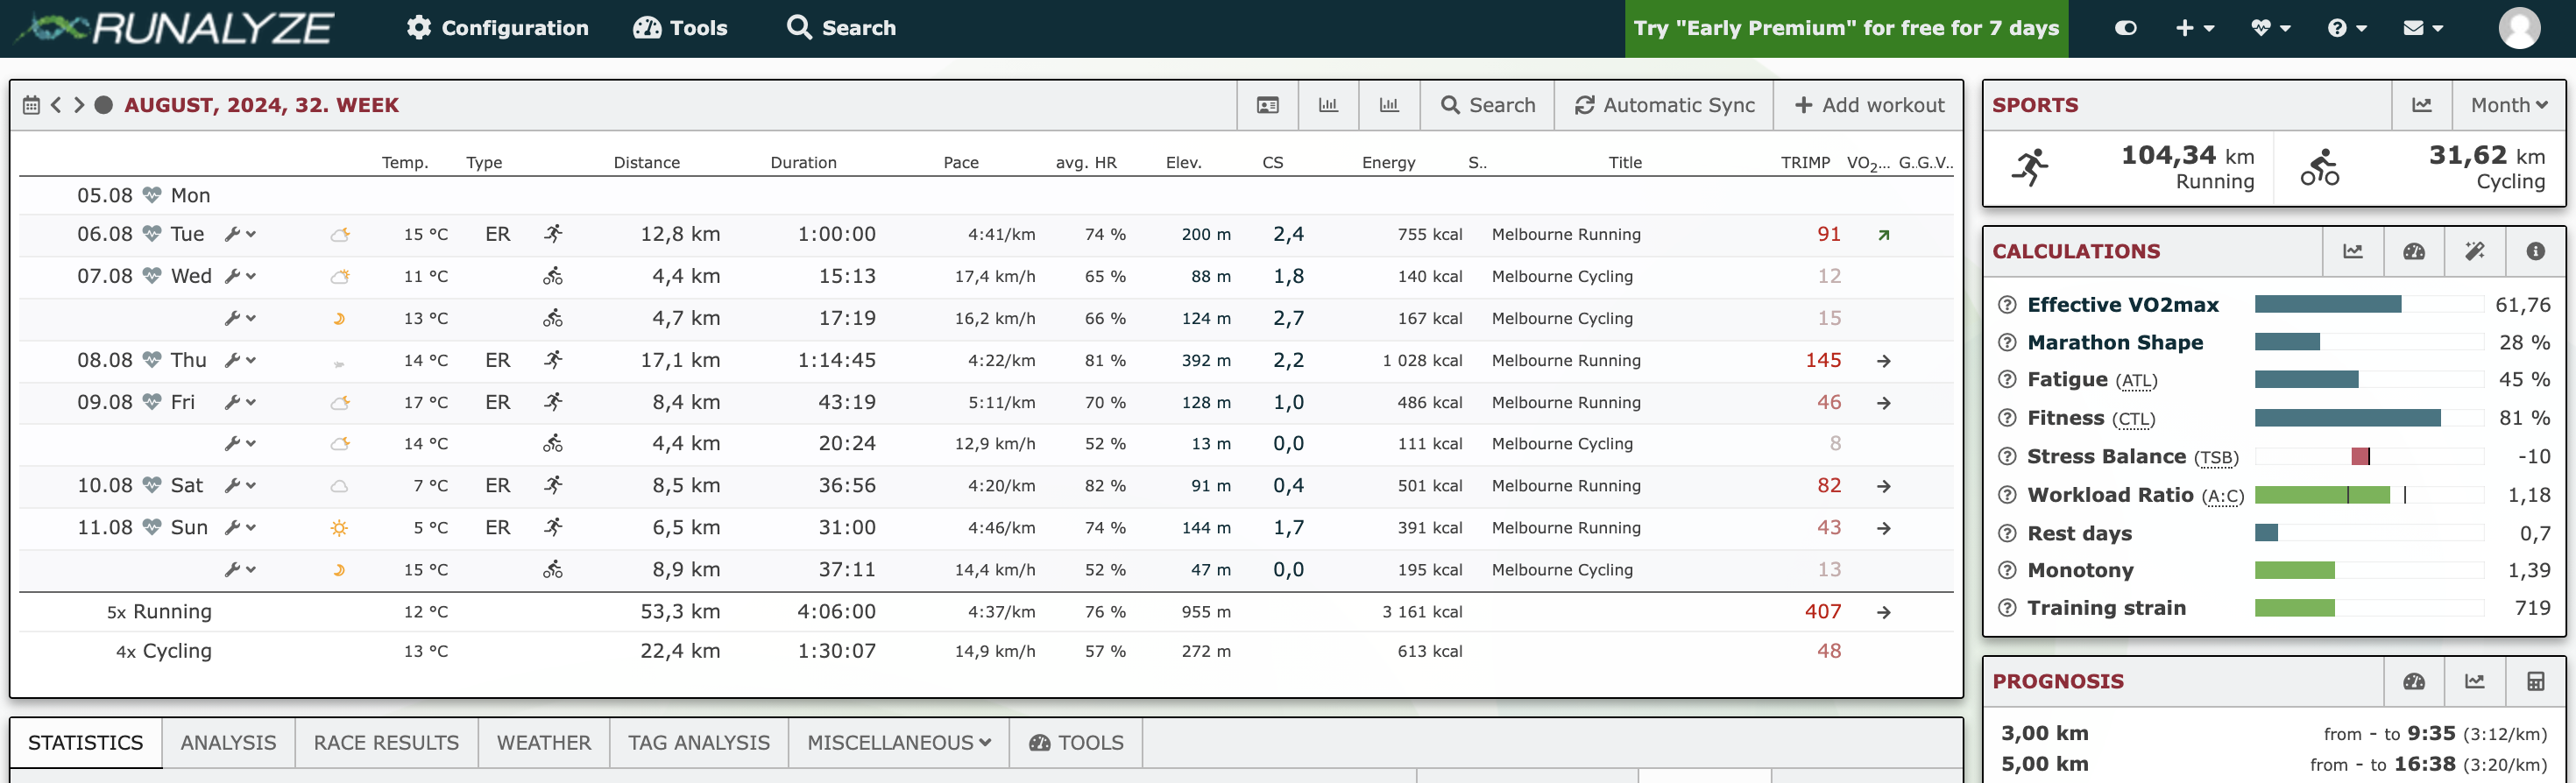 RUNALYZE Configuration Tools Search Try "Early Premium" for free for 7 days
AUGUST, 2024, 32. WEEK Search Automatic Sync Add workout
Temp. Type Distance Duration Pace avg. HR Elev. CS Energy S.. Title TRIMP VO2... G..G..V..
05.08 Mon
06.08 Tue 15 °C ER 12,8 km 1:00:00 4:41/km 74 % 200 m 2,4 755 kcal Melbourne Running 91
07.08 Wed 11 °C 4,4 km 15:13 17,4 km/h 65 % 88 m 1,8 140 kcal Melbourne Cycling 12
13 °C 4,7 km 17:19 16,2 km/h 66 % 124 m 2,7 167 kcal Melbourne Cycling 15
08.08 Thu 14 °C ER 17,1 km 1:14:45 4:22/km 81 % 392 m 2,2 1 028 kcal Melbourne Running 145
09.08 Fri 17 °C ER 8,4 km 43:19 5:11/km 70 % 128 m 1,0 486 kcal Melbourne Running 46
14 °C 4,4 km 20:24 12,9 km/h 52 % 13 m 0,0 111 kcal Melbourne Cycling 8
10.08 Sat 7 °C ER 8,5 km 36:56 4:20/km 82 % 91 m 0,4 501 kcal Melbourne Running 82
11.08 Sun 5 °C ER 6,5 km 31:00 4:46/km 74 % 144 m 1,7 391 kcal Melbourne Running 43
15 °C 8,9 km 37:11 14,4 km/h 52 % 47 m 0,0 195 kcal Melbourne Cycling 13
5x Running 12 °C 53,3 km 4:06:00 4:37/km 76 % 955 m 3 161 kcal 407
4x Cycling 13 °C 22,4 km 1:30:07 14,9 km/h 57 % 272 m 613 kcal 48
STATISTICS ANALYSIS RACE RESULTS WEATHER TAG ANALYSIS MISCELLANEOUS TOOLS
SPORTS Month
104,34 km 31,62 km
Running Cycling
CALCULATIONS
Effective VO2max 61,76
Marathon Shape 28 %
Fatigue (ATL) 45 %
Fitness (CTL) 81 %
Stress Balance (TSB) -10
Workload Ratio (A:C) 1,18
Rest days 0,7
Monotony 1,39
Training strain 719
PROGNOSIS
3,00 km from - to 9:35 (3:12/km)
5,00 km from - to 16:38 (3:20/km)